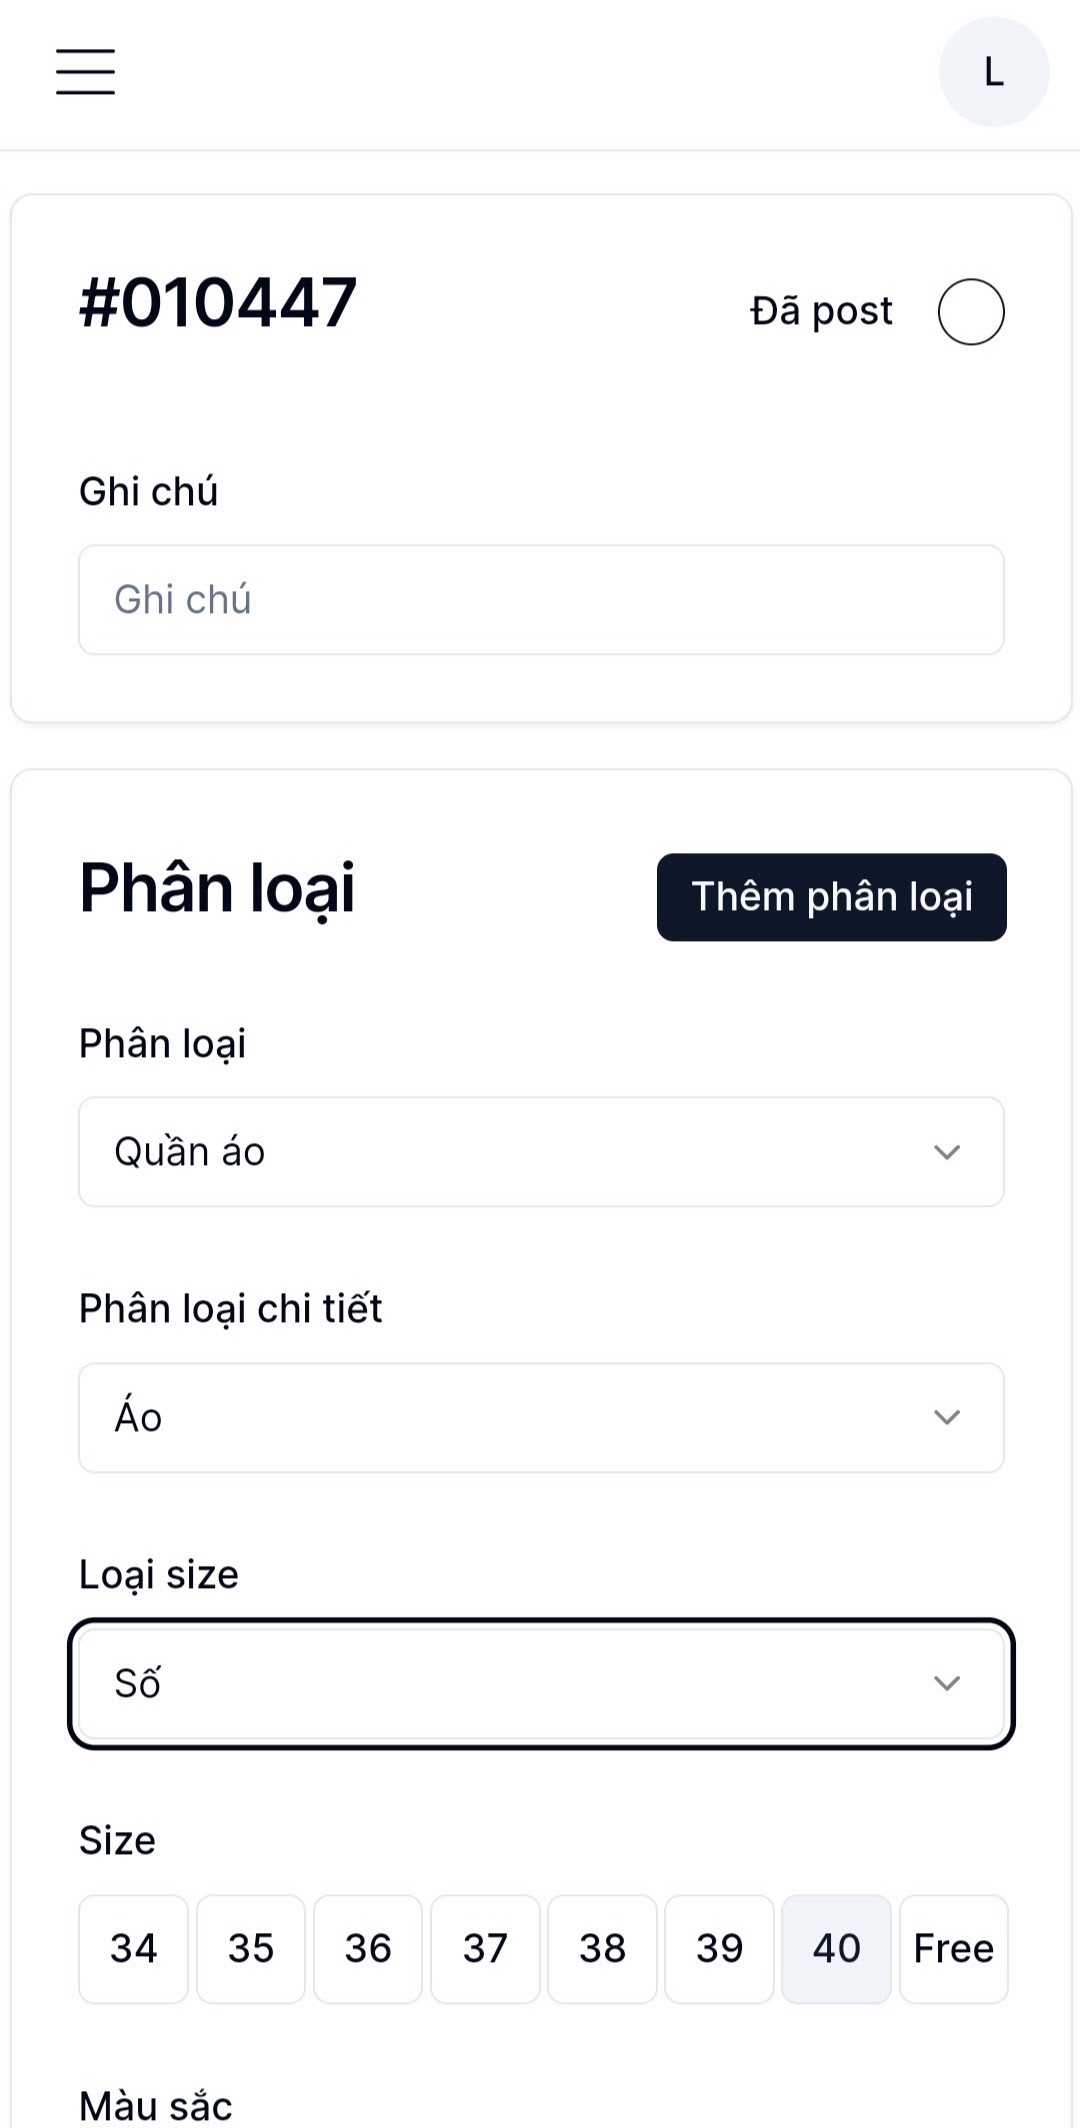 L
#010447
Đã post
Ghi chú
Ghi chú
Phân loại
Thêm phân loại
Phân loại
Quần áo
Phân loại chi tiết
Áo
Loại size
Số
Size
34 35 36 37 38 39 40 Free
Màu sắc